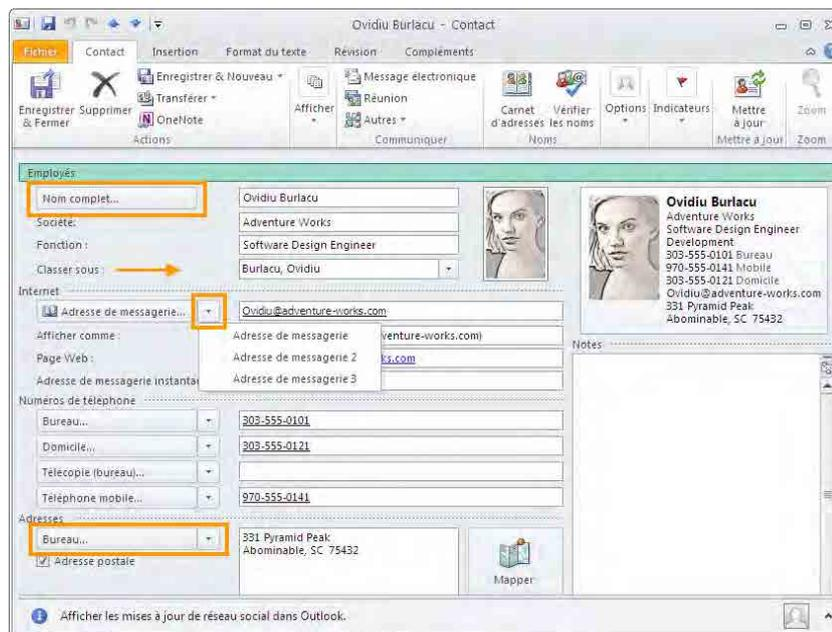 Ovidiu Burlacu - Contact
Fichier Contact Insertion Format du texte Révision Compléments
Enregistrer & Fermer
Supprimer
Enregistrer & Nouveau
Transférer
OneNote
Actions
Afficher
Message électronique
Réunion
Autres
Communiquer
Carnet d'adresses
Vérifier les noms
Noms
Options
Indicateurs
Mettre à jour
Mettre à jour
Zoom
Zoom
Employés
Nom complet... Ovidiu Burlacu
Société: Adventure Works
Fonction : Software Design Engineer
Classer sous : Burlacu, Ovidiu
Internet
Adresse de messagerie... Ovidiu@adventure-works.com
Afficher comme : venture-works.com)
Page Web : ks.com
Adresse de messagerie instanta
Adresse de messagerie
Adresse de messagerie 2
Adresse de messagerie 3
Numéros de téléphone
Bureau... 303-555-0101
Domicile... 303-555-0121
Télécopie (bureau)...
Téléphone mobile... 970-555-0141
Adresses
Bureau... 331 Pyramid Peak
Abominable, SC 75432
Adresse postale
Mapper
Ovidiu Burlacu
Adventure Works
Software Design Engineer
Development
303-555-0101 Bureau
970-555-0141 Mobile
303-555-0121 Domicile
Ovidiu@adventure-works.com
331 Pyramid Peak
Abominable, SC 75432
Notes
Afficher les mises à jour de réseau social dans Outlook.